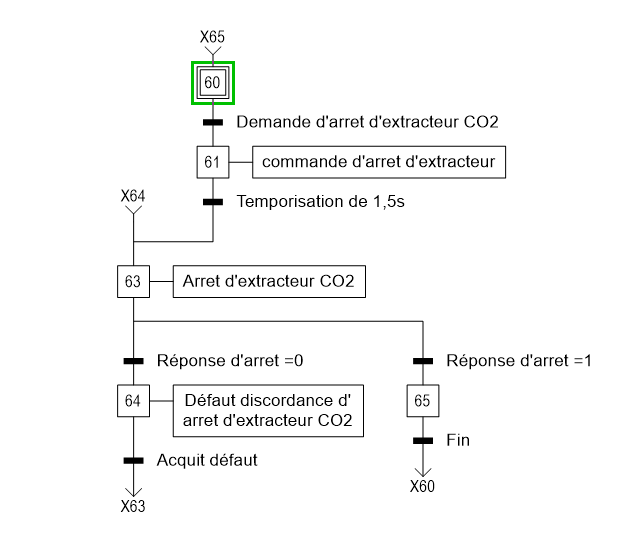 X65
60
Demande d'arret d'extracteur CO2
61
commande d'arret d'extracteur
X64
Temporisation de 1,5s
63
Arret d'extracteur CO2
Réponse d'arret =0
Réponse d'arret =1
64
Défaut discordance d'
arret d'extracteur CO2
65
Fin
Acquit défaut
X60
X63